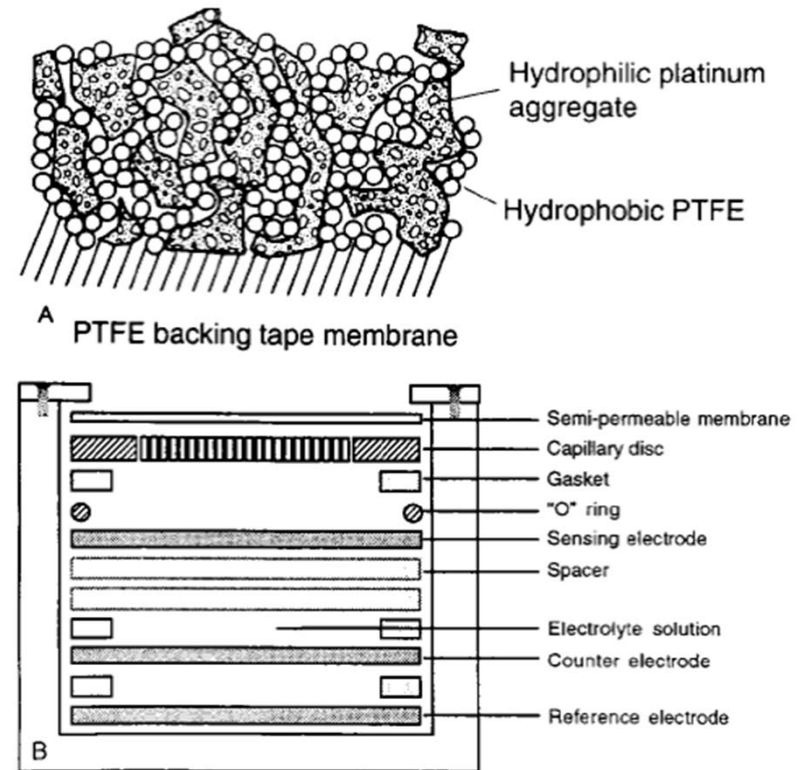 Hydrophilic platinum
aggregate
Hydrophobic PTFE
A
PTFE backing tape membrane
Semi-permeable membrane
Capillary disc
Gasket
"O" ring
Sensing electrode
Spacer
Electrolyte solution
Counter electrode
Reference electrode
B